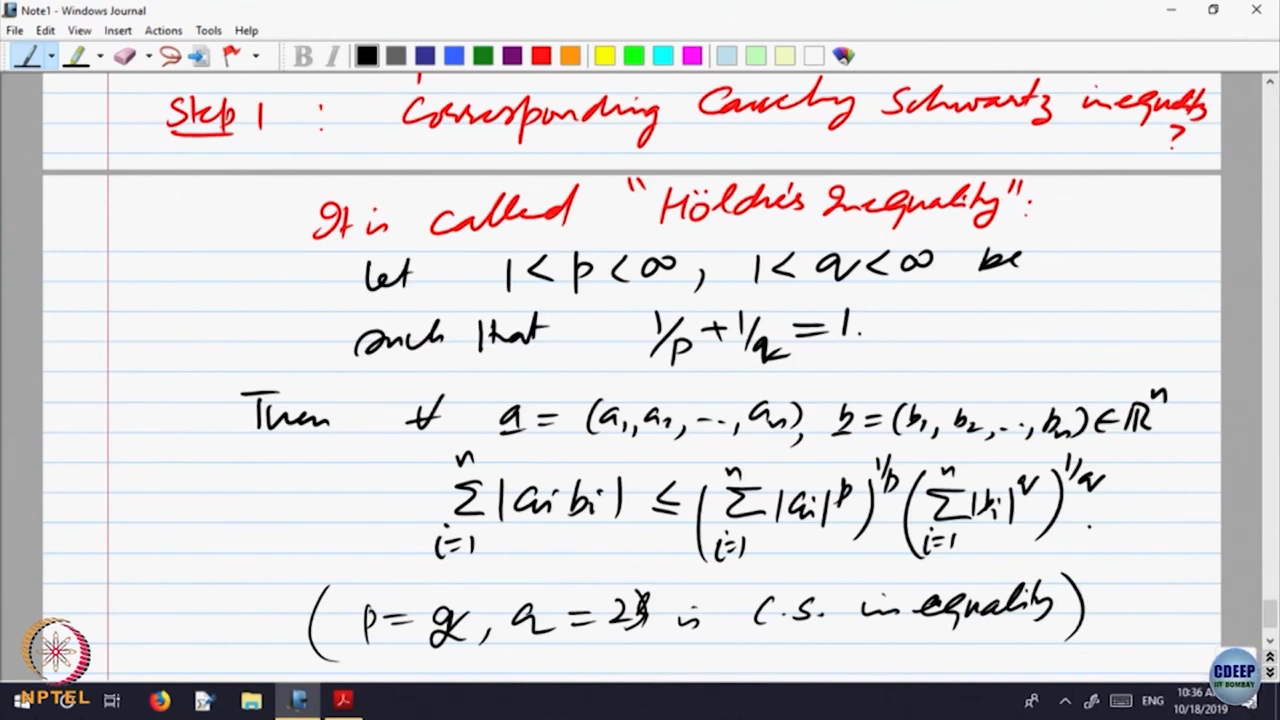 Note1 - Windows Journal
File Edit View Insert Actions Tools Help
B I
Step 1 : Corresponding Cauchy Schwartz inequality ?
It is called "Hölder's Inequality":
Let 1 < p < ∞, 1 < q < ∞ be
such that 1/p + 1/q = 1.
Then ∀ a = (a₁, a₂, ..., aₙ), b = (b₁, b₂, ..., bₙ) ∈ ℝⁿ
n Σ i=1 |aᵢ bᵢ| ≤ (n Σ i=1 |aᵢ|^p)^1/p (n Σ i=1 |bᵢ|^q)^1/q.
( p = , q = 2 is C.S. inequality)
NPTEL
CDEEP
IIT BOMBAY
ENG
10:36 A
10/18/2019